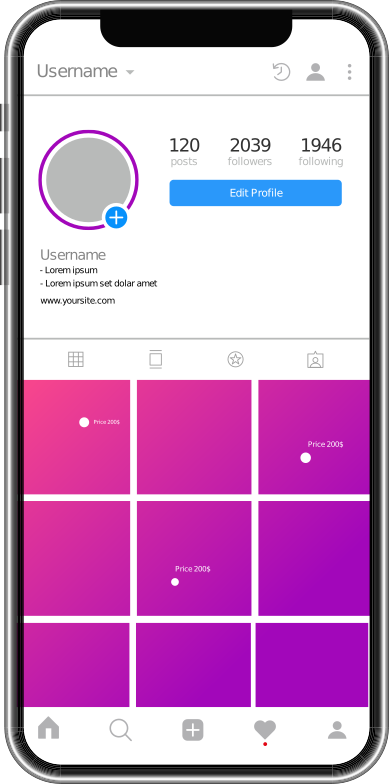 Username
120 2039 1946
posts followers following
Edit Profile
Username
- Lorem ipsum
- Lorem ipsum set dolar amet
www.yoursite.com
Price 200$
Price 200$
Price 200$